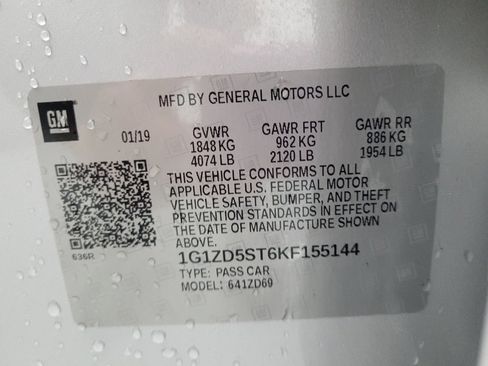 MFD BY GENERAL MOTORS LLC
GM
01/19 GVWR GAWR FRT GAWR RR
1848 KG 962 KG 886 KG
4074 LB 2120 LB 1954 LB
THIS VEHICLE CONFORMS TO ALL
APPLICABLE U.S. FEDERAL MOTOR
VEHICLE SAFETY, BUMPER, AND THEFT
PREVENTION STANDARDS IN EFFECT ON
THE DATE OF MANUFACTURE SHOWN
ABOVE.
636R
1G1ZD5ST6KF155144
TYPE: PASS CAR
MODEL: 641ZD69